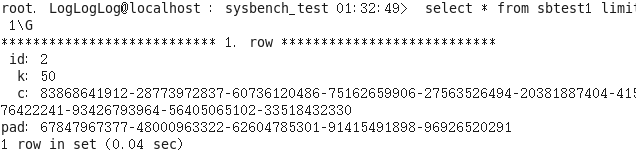 root. LogLogLog@localhost : sysbench_test 01:32:49> select * from sbtest1 limit
1\G
*************************** 1. row ***************************
id: 2
k: 50
c: 83868641912-28773972837-60736120486-75162659906-27563526494-20381887404-415
76422241-93426793964-56405065102-33518432330
pad: 67847967377-48000963322-62604785301-91415491898-96926520291
1 row in set (0.04 sec)